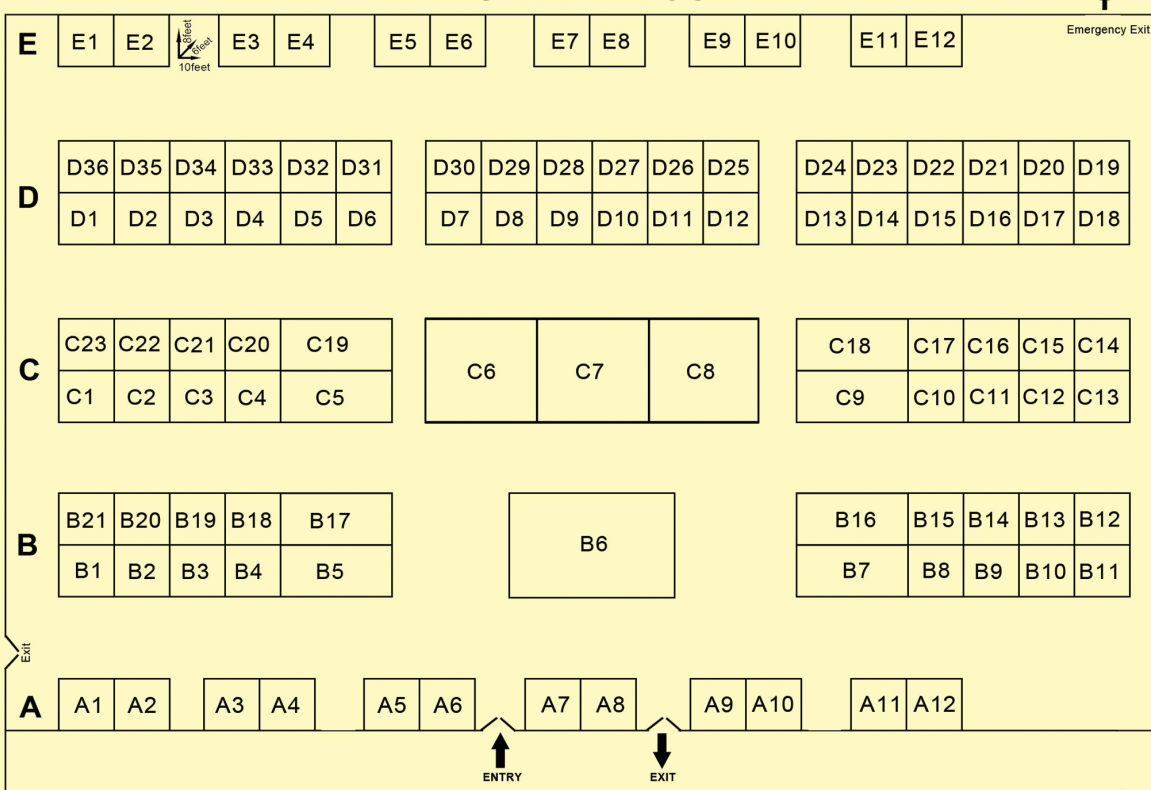 Emergency Exit
E E1 E2 8feet 6feet 10feet E3 E4 E5 E6 E7 E8 E9 E10 E11 E12
D36 D35 D34 D33 D32 D31 D30 D29 D28 D27 D26 D25 D24 D23 D22 D21 D20 D19
D
D1 D2 D3 D4 D5 D6 D7 D8 D9 D10 D11 D12 D13 D14 D15 D16 D17 D18
C23 C22 C21 C20 C19 C18 C17 C16 C15 C14
C C6 C7 C8
C1 C2 C3 C4 C5 C9 C10 C11 C12 C13
B21 B20 B19 B18 B17 B16 B15 B14 B13 B12
B B6
B1 B2 B3 B4 B5 B7 B8 B9 B10 B11
Exit
A A1 A2 A3 A4 A5 A6 A7 A8 A9 A10 A11 A12
ENTRY EXIT